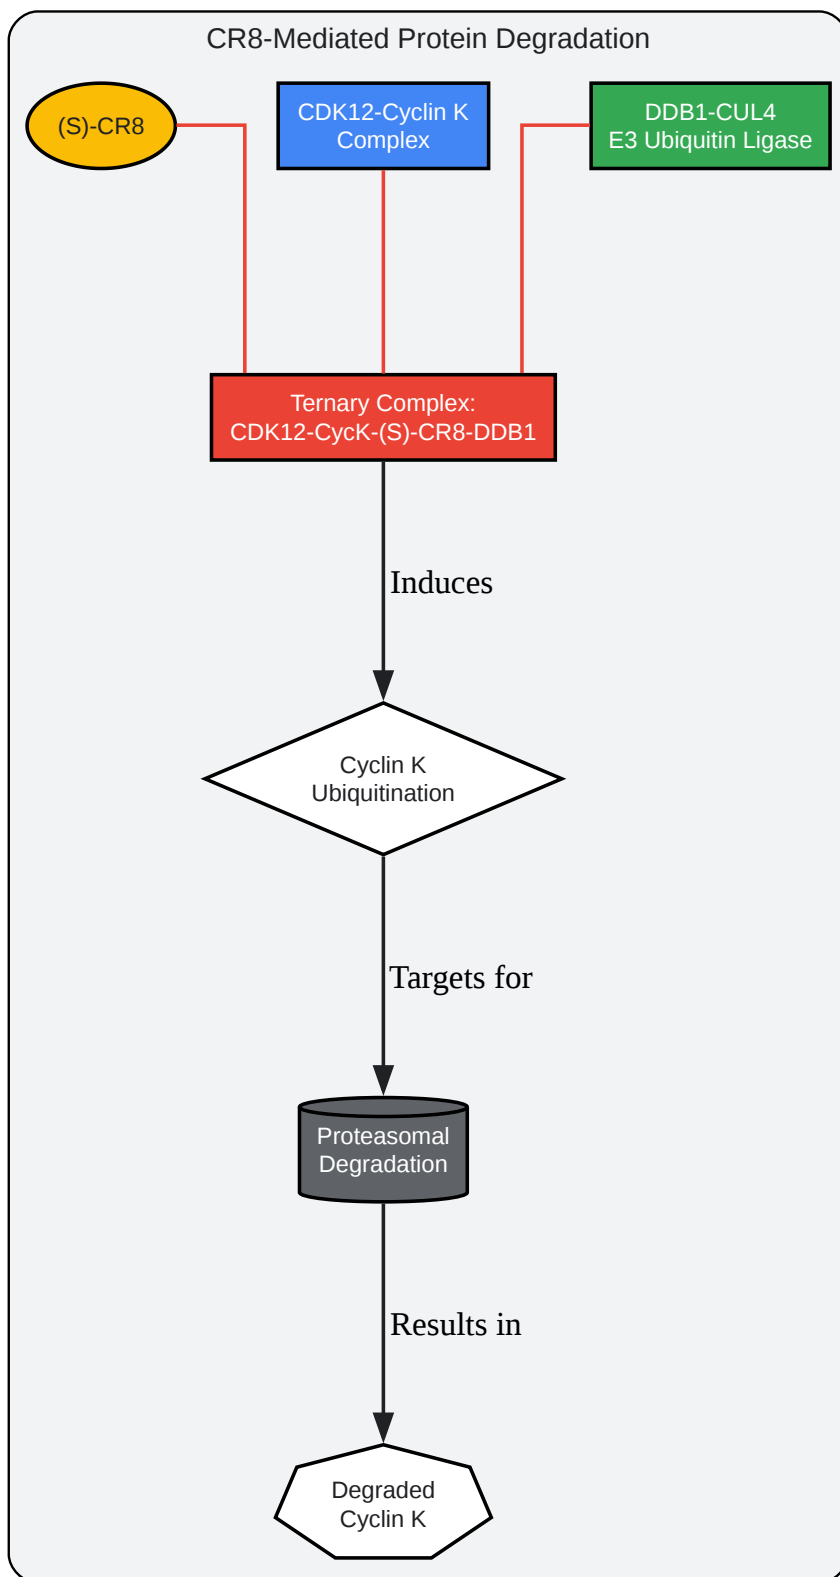 CR8-Mediated Protein Degradation
(S)-CR8
CDK12-Cyclin K
Complex
DDB1-CUL4
E3 Ubiquitin Ligase
Ternary Complex:
CDK12-CycK-(S)-CR8-DDB1
Induces
Cyclin K
Ubiquitination
Targets for
Proteasomal
Degradation
Results in
Degraded
Cyclin K